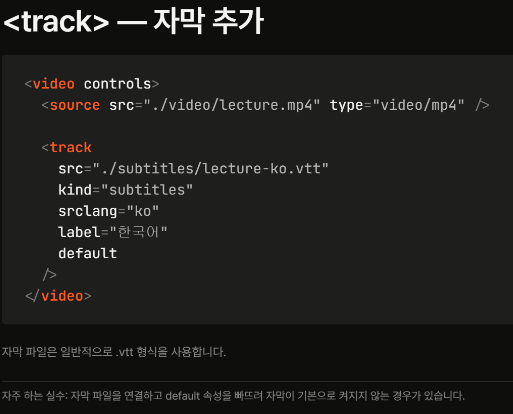 <track> — 자막 추가
<video controls>
<source src="./video/lecture.mp4" type="video/mp4" />
<track
src="./subtitles/lecture-ko.vtt"
kind="subtitles"
srclang="ko"
label="한국어"
default
/>
</video>
자막 파일은 일반적으로 .vtt 형식을 사용합니다.
자주 하는 실수: 자막 파일을 연결하고 default 속성을 빠뜨려 자막이 기본으로 켜지지 않는 경우가 있습니다.